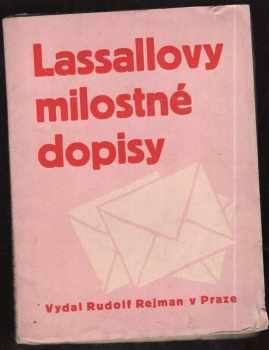 Lassallovy
milostné
dopisy
Vydal Rudolf Rejman v Praze